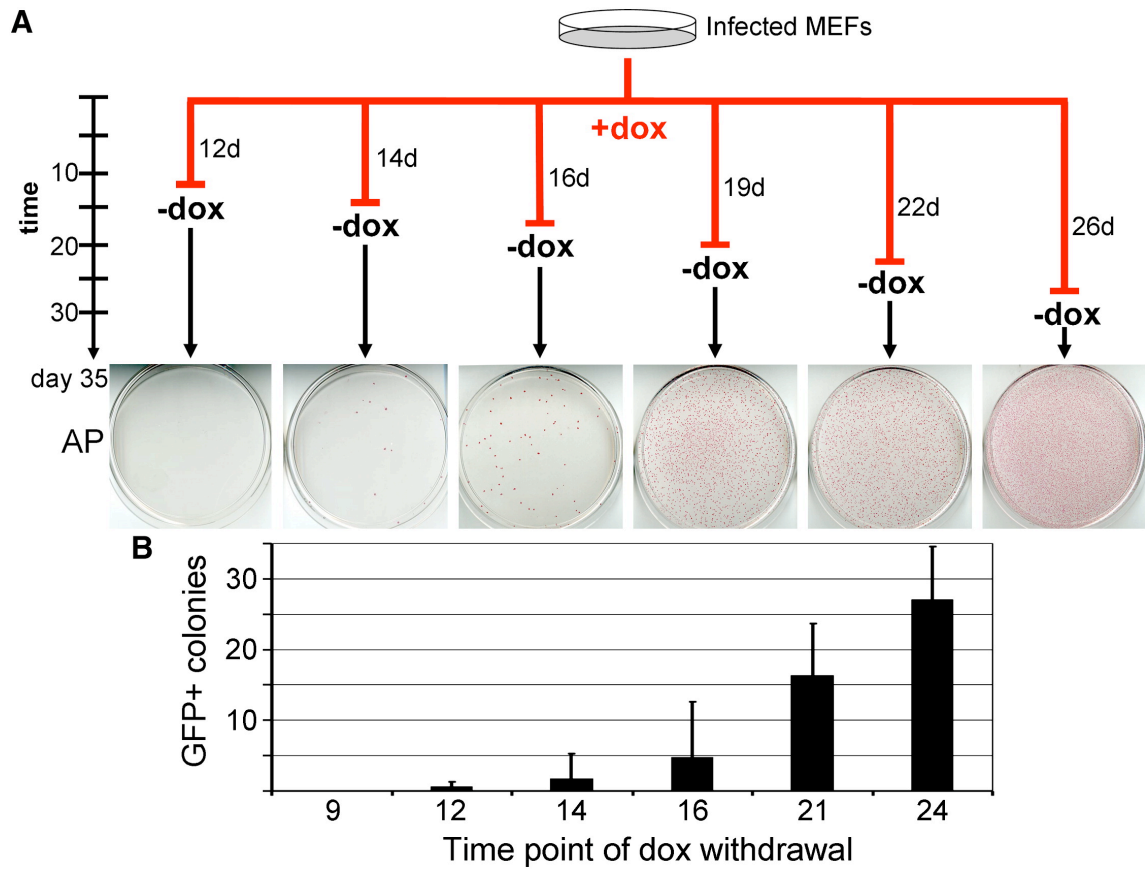 A
Infected MEFs
+dox
12d
14d
16d
19d
22d
26d
time
10
20
30
-dox
-dox
-dox
-dox
-dox
-dox
day 35
AP
B
GFP+ colonies
30
20
10
9 12 14 16 21 24
Time point of dox withdrawal